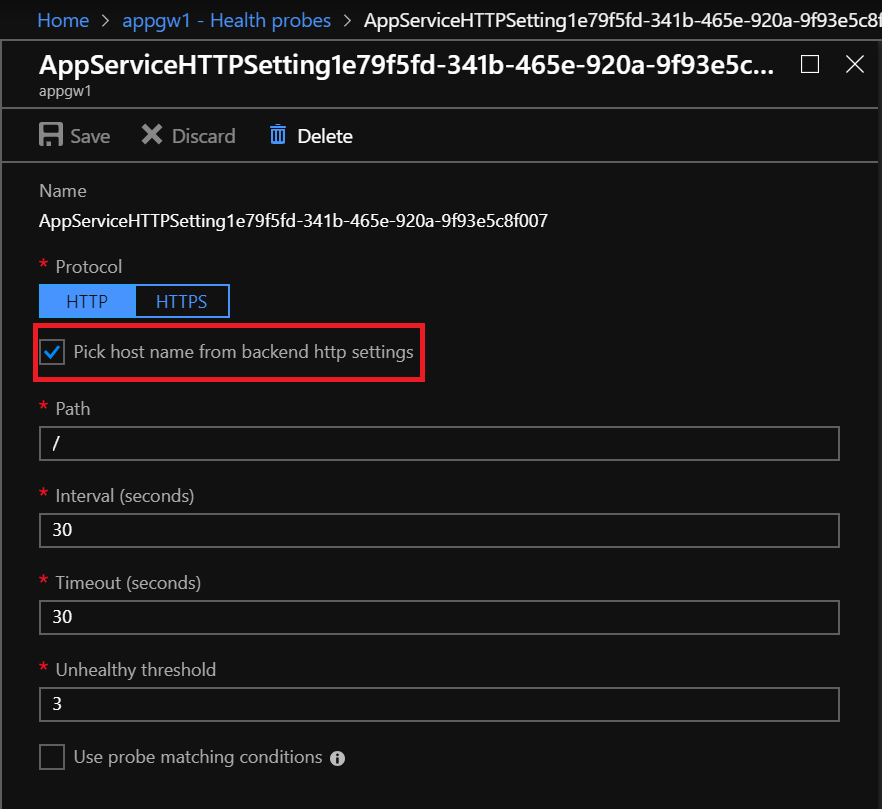 Home > appgw1 - Health probes > AppServiceHTTPSetting1e79f5fd-341b-465e-920a-9f93e5c8f
AppServiceHTTPSetting1e79f5fd-341b-465e-920a-9f93e5c...
appgw1
Save Discard Delete
Name
AppServiceHTTPSetting1e79f5fd-341b-465e-920a-9f93e5c8f007
* Protocol
HTTP HTTPS
Pick host name from backend http settings
* Path
/
* Interval (seconds)
30
* Timeout (seconds)
30
* Unhealthy threshold
3
Use probe matching conditions